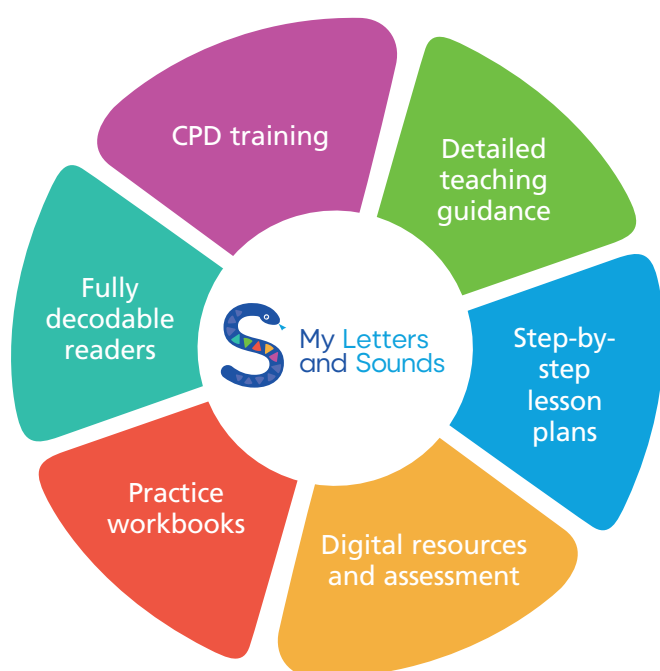 CPD training
Detailed
teaching
guidance
Step-by-
step
lesson
plans
Digital resources
and assessment
Practice
workbooks
Fully
decodable
readers
My Letters
and Sounds